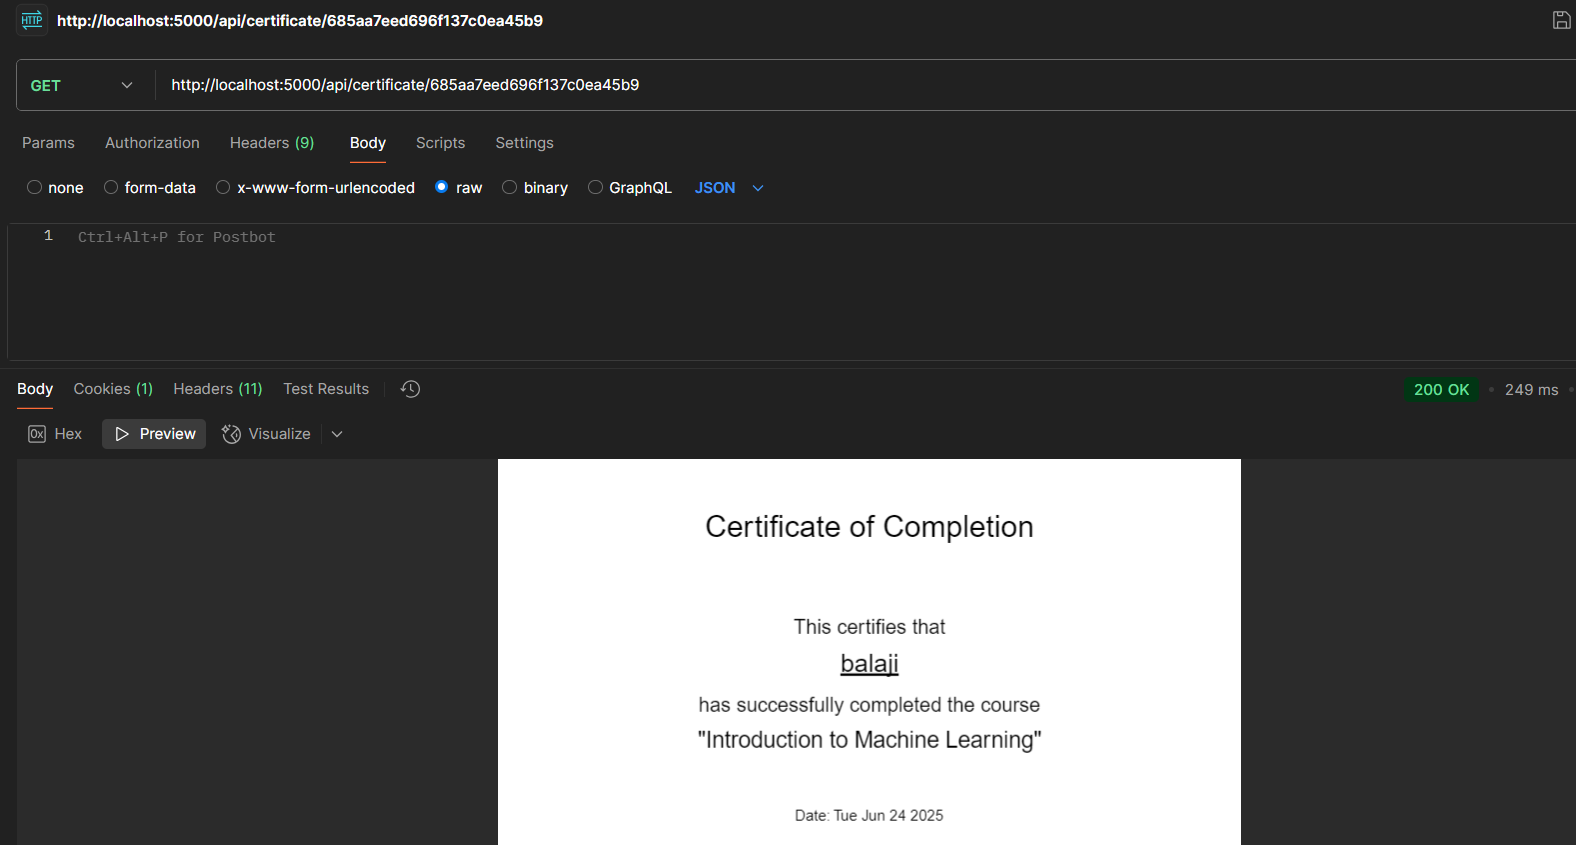 HTTP http://localhost:5000/api/certificate/685aa7eed696f137c0ea45b9
GET http://localhost:5000/api/certificate/685aa7eed696f137c0ea45b9
Params Authorization Headers (9) Body Scripts Settings
none form-data x-www-form-urlencoded raw binary GraphQL JSON
1 Ctrl+Alt+P for Postbot
Body Cookies (1) Headers (11) Test Results 200 OK • 249 ms •
0x Hex Preview Visualize
Certificate of Completion
This certifies that
balaji
has successfully completed the course
"Introduction to Machine Learning"
Date: Tue Jun 24 2025